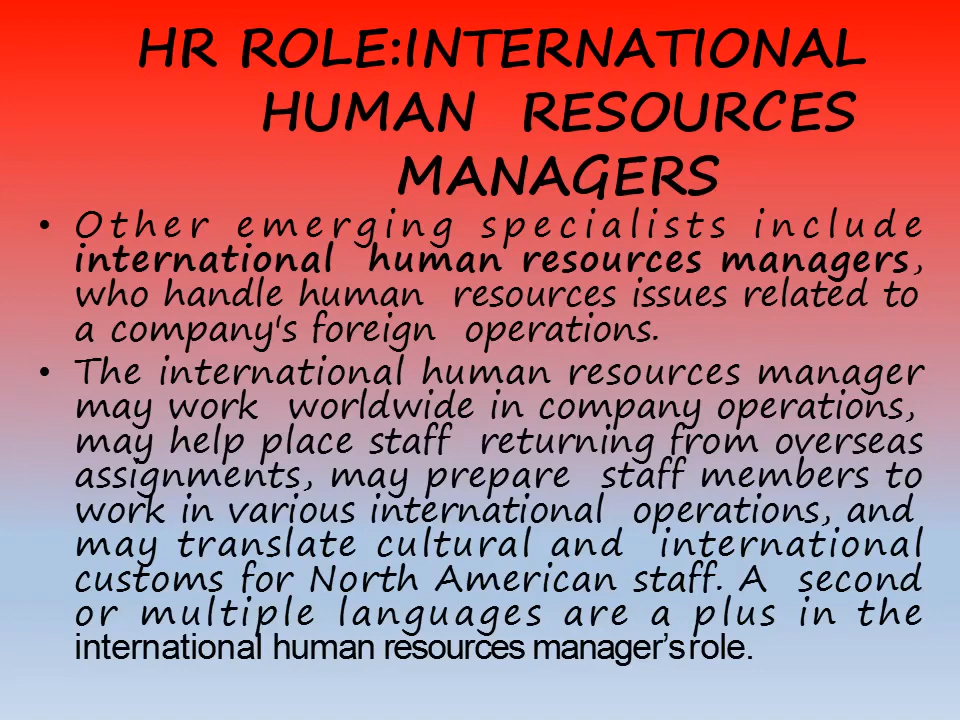 HR ROLE:INTERNATIONAL
HUMAN RESOURCES
MANAGERS
• Other emerging specialists include
international human resources managers,
who handle human resources issues related to
a company's foreign operations.
• The international human resources manager
may work worldwide in company operations,
may help place staff returning from overseas
assignments, may prepare staff members to
work in various international operations, and
may translate cultural and international
customs for North American staff. A second
or multiple languages are a plus in the
international human resources manager’s role.